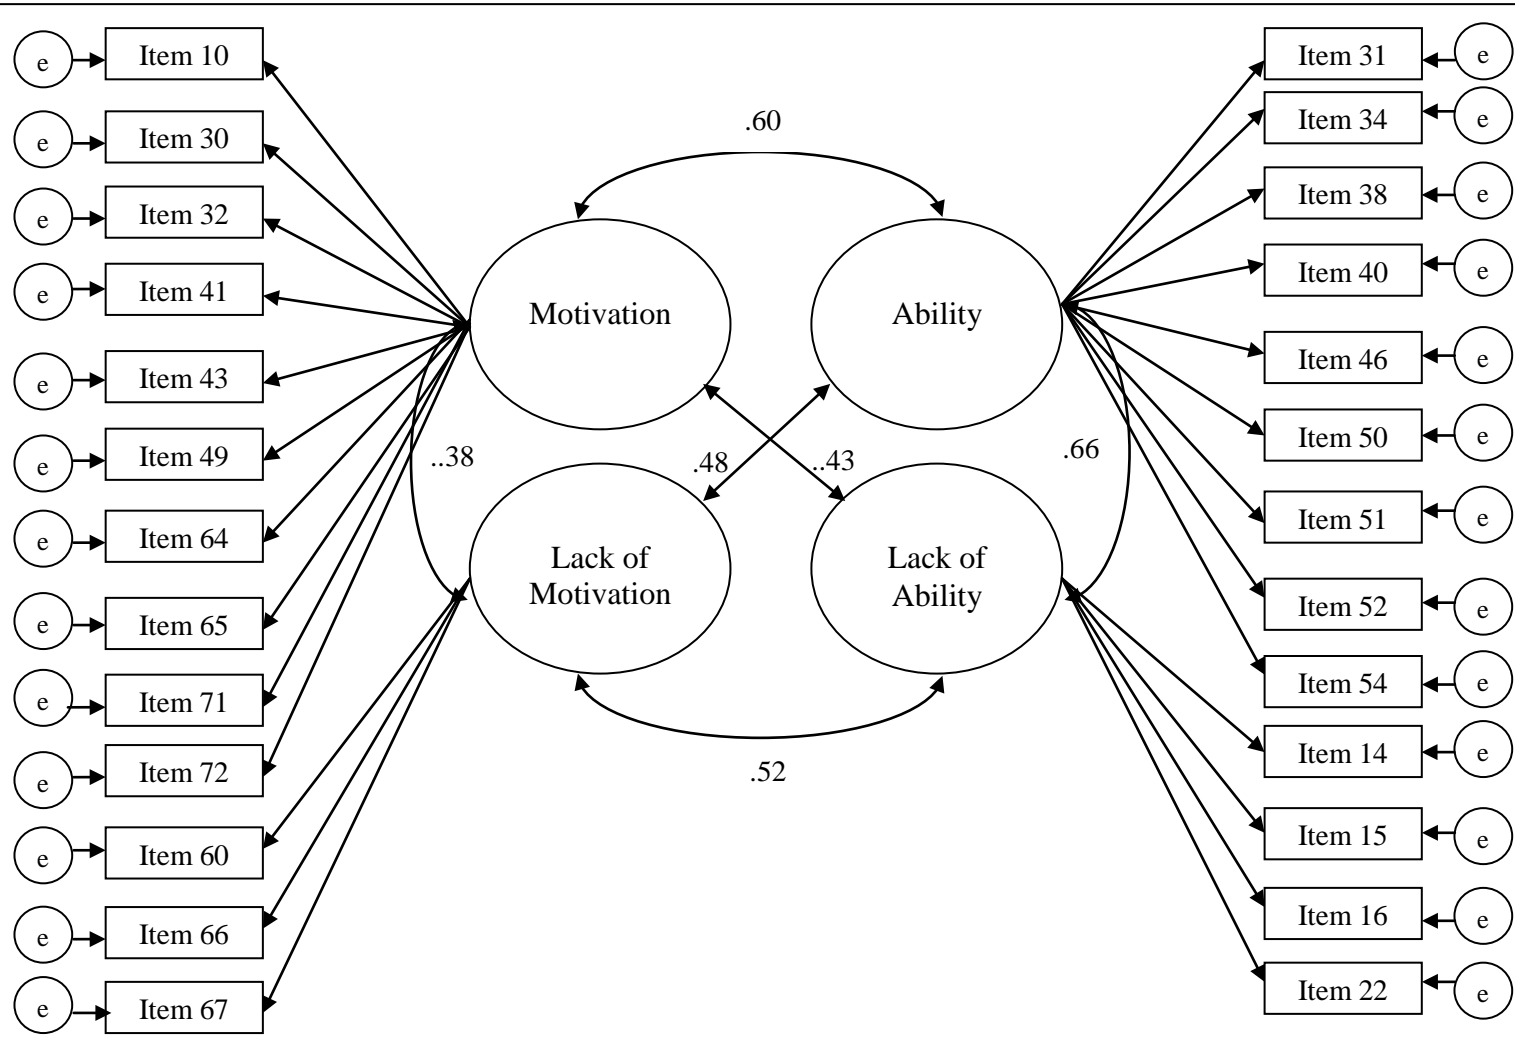 e
Item 10
Item 31
e
.60
Item 34
e
e
Item 30
Item 38
e
e
Item 32
Item 40
e
e
Item 41
Motivation
Ability
Item 46
e
e
Item 43
Item 50
e
e
Item 49
..38
.48
..43
.66
Item 51
e
e
Item 64
Lack of
Motivation
Lack of
Ability
Item 52
e
e
Item 65
Item 54
e
e
Item 71
Item 14
e
e
Item 72
.52
Item 15
e
e
Item 60
Item 16
e
e
Item 66
Item 22
e
e
Item 67